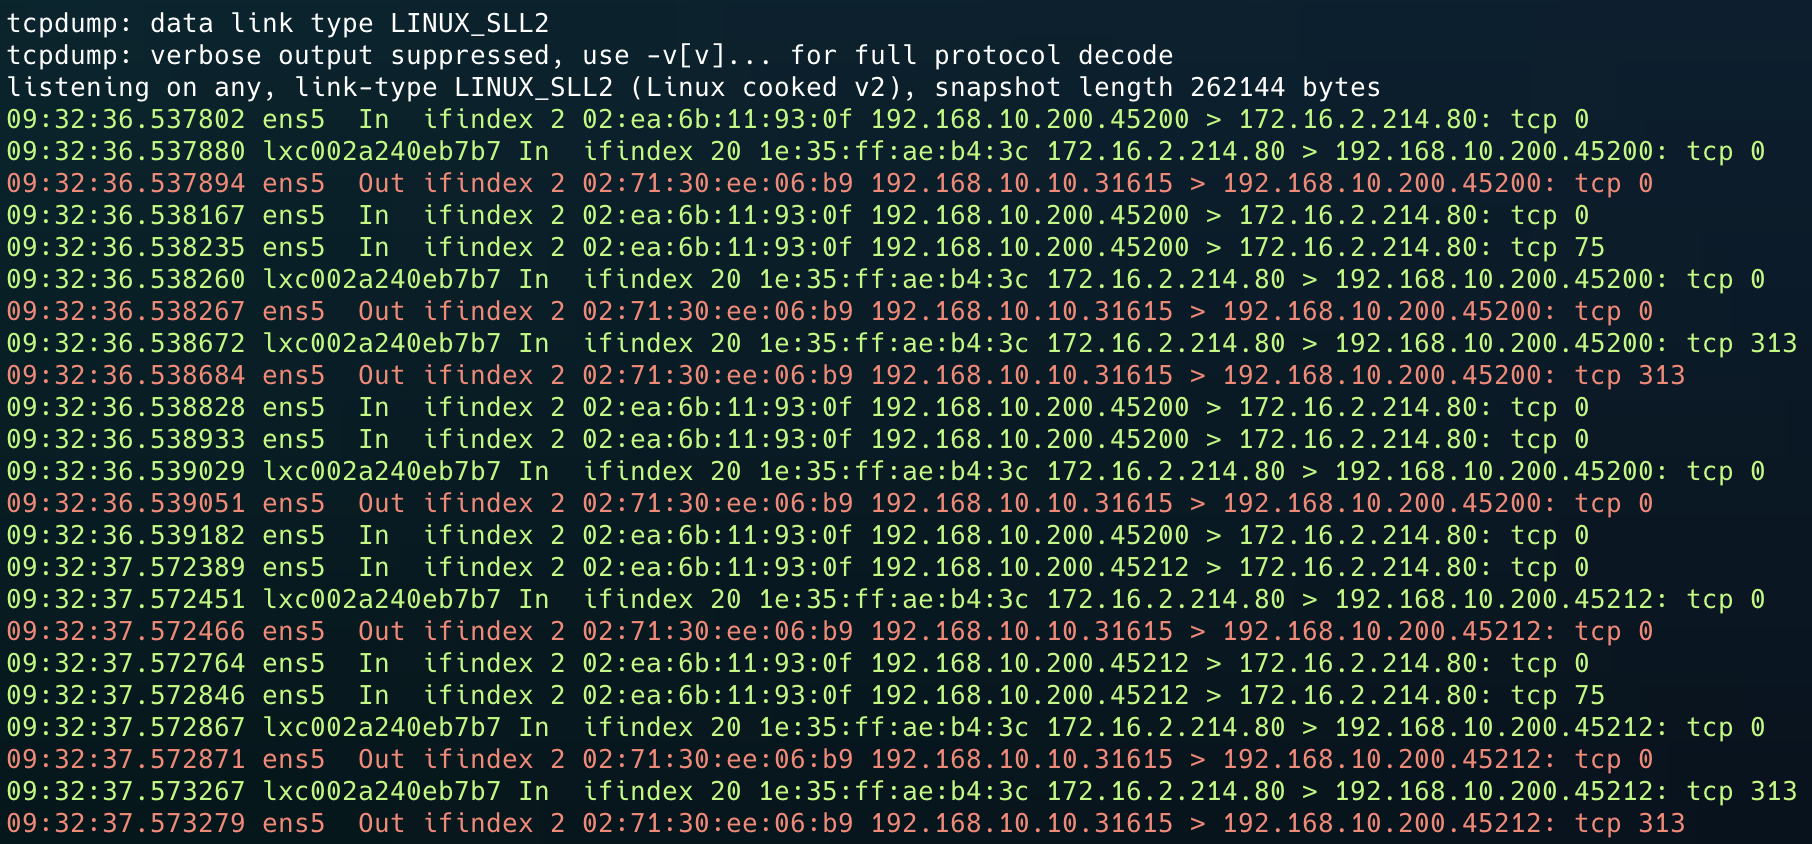 tcpdump: data link type LINUX_SLL2
tcpdump: verbose output suppressed, use -v[v]... for full protocol decode
listening on any, link-type LINUX_SLL2 (Linux cooked v2), snapshot length 262144 bytes
09:32:36.537802 ens5  In  ifindex 2 02:ea:6b:11:93:0f 192.168.10.200.45200 > 172.16.2.214.80: tcp 0
09:32:36.537880 lxc002a240eb7b7 In  ifindex 20 1e:35:ff:ae:b4:3c 172.16.2.214.80 > 192.168.10.200.45200: tcp 0
09:32:36.537894 ens5  Out ifindex 2 02:71:30:ee:06:b9 192.168.10.10.31615 > 192.168.10.200.45200: tcp 0
09:32:36.538167 ens5  In  ifindex 2 02:ea:6b:11:93:0f 192.168.10.200.45200 > 172.16.2.214.80: tcp 0
09:32:36.538235 ens5  In  ifindex 2 02:ea:6b:11:93:0f 192.168.10.200.45200 > 172.16.2.214.80: tcp 75
09:32:36.538260 lxc002a240eb7b7 In  ifindex 20 1e:35:ff:ae:b4:3c 172.16.2.214.80 > 192.168.10.200.45200: tcp 0
09:32:36.538267 ens5  Out ifindex 2 02:71:30:ee:06:b9 192.168.10.10.31615 > 192.168.10.200.45200: tcp 0
09:32:36.538672 lxc002a240eb7b7 In  ifindex 20 1e:35:ff:ae:b4:3c 172.16.2.214.80 > 192.168.10.200.45200: tcp 313
09:32:36.538684 ens5  Out ifindex 2 02:71:30:ee:06:b9 192.168.10.10.31615 > 192.168.10.200.45200: tcp 313
09:32:36.538828 ens5  In  ifindex 2 02:ea:6b:11:93:0f 192.168.10.200.45200 > 172.16.2.214.80: tcp 0
09:32:36.538933 ens5  In  ifindex 2 02:ea:6b:11:93:0f 192.168.10.200.45200 > 172.16.2.214.80: tcp 0
09:32:36.539029 lxc002a240eb7b7 In  ifindex 20 1e:35:ff:ae:b4:3c 172.16.2.214.80 > 192.168.10.200.45200: tcp 0
09:32:36.539051 ens5  Out ifindex 2 02:71:30:ee:06:b9 192.168.10.10.31615 > 192.168.10.200.45200: tcp 0
09:32:36.539182 ens5  In  ifindex 2 02:ea:6b:11:93:0f 192.168.10.200.45200 > 172.16.2.214.80: tcp 0
09:32:37.572389 ens5  In  ifindex 2 02:ea:6b:11:93:0f 192.168.10.200.45212 > 172.16.2.214.80: tcp 0
09:32:37.572451 lxc002a240eb7b7 In  ifindex 20 1e:35:ff:ae:b4:3c 172.16.2.214.80 > 192.168.10.200.45212: tcp 0
09:32:37.572466 ens5  Out ifindex 2 02:71:30:ee:06:b9 192.168.10.10.31615 > 192.168.10.200.45212: tcp 0
09:32:37.572764 ens5  In  ifindex 2 02:ea:6b:11:93:0f 192.168.10.200.45212 > 172.16.2.214.80: tcp 0
09:32:37.572846 ens5  In  ifindex 2 02:ea:6b:11:93:0f 192.168.10.200.45212 > 172.16.2.214.80: tcp 75
09:32:37.572867 lxc002a240eb7b7 In  ifindex 20 1e:35:ff:ae:b4:3c 172.16.2.214.80 > 192.168.10.200.45212: tcp 0
09:32:37.572871 ens5  Out ifindex 2 02:71:30:ee:06:b9 192.168.10.10.31615 > 192.168.10.200.45212: tcp 0
09:32:37.573267 lxc002a240eb7b7 In  ifindex 20 1e:35:ff:ae:b4:3c 172.16.2.214.80 > 192.168.10.200.45212: tcp 313
09:32:37.573279 ens5  Out ifindex 2 02:71:30:ee:06:b9 192.168.10.10.31615 > 192.168.10.200.45212: tcp 313